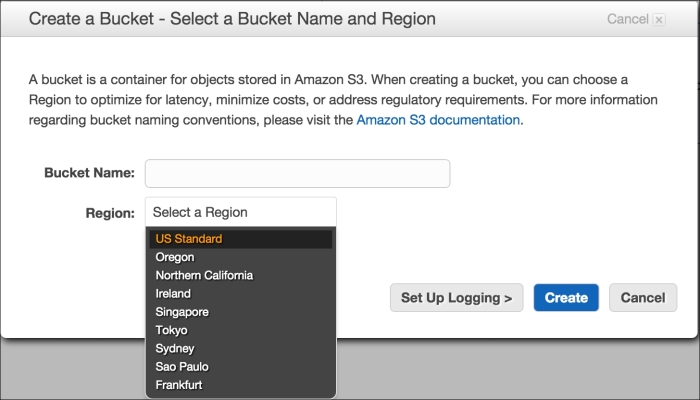 Create a Bucket - Select a Bucket Name and Region
Cancel x
A bucket is a container for objects stored in Amazon S3. When creating a bucket, you can choose a
Region to optimize for latency, minimize costs, or address regulatory requirements. For more information
regarding bucket naming conventions, please visit the Amazon S3 documentation.
Bucket Name:
Region: Select a Region
US Standard
Oregon
Northern California
Ireland
Singapore
Tokyo
Sydney
Sao Paulo
Frankfurt
Set Up Logging > Create Cancel